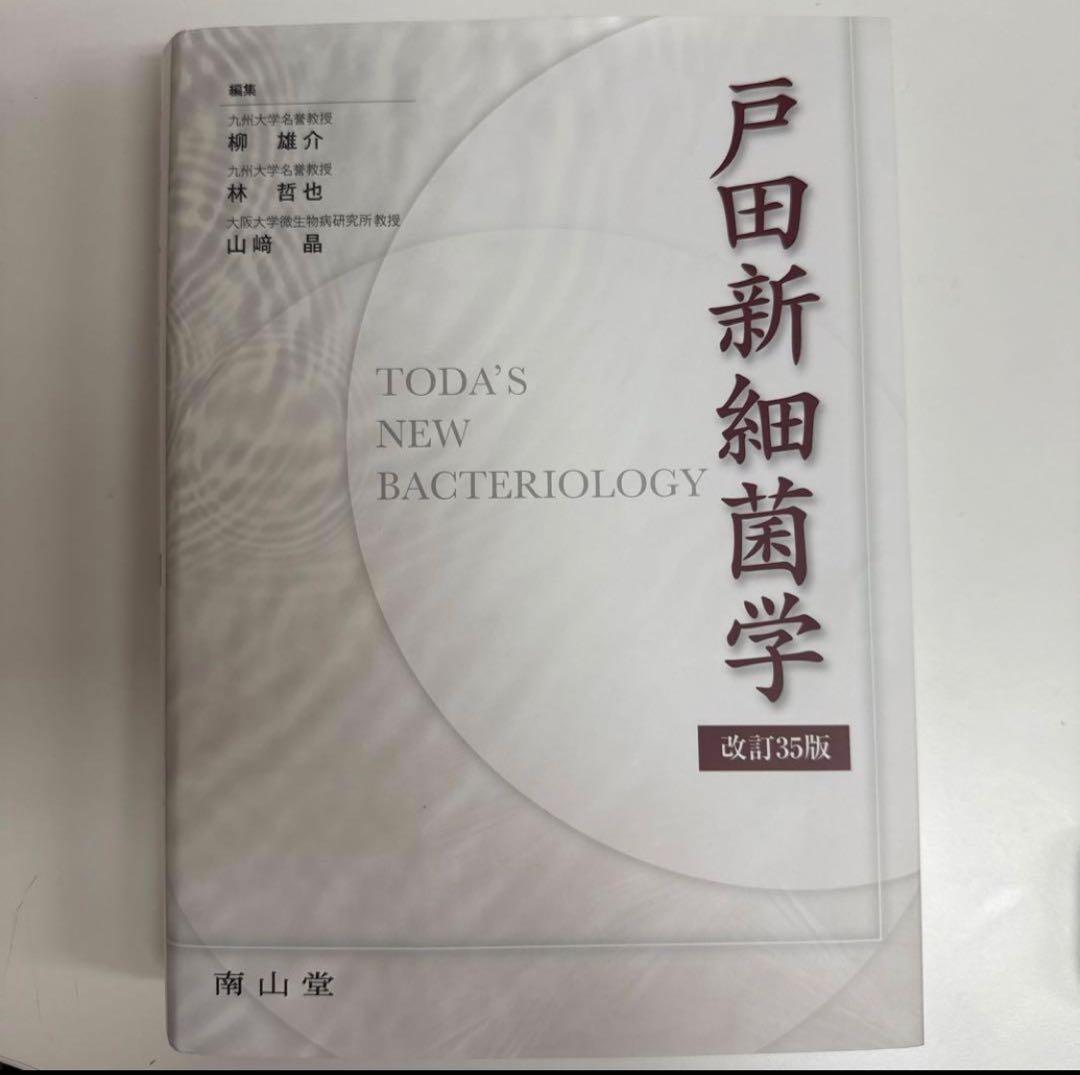 戸田新細菌学
改訂35版
編集
九州大学名誉教授
柳 雄介
九州大学名誉教授
林 哲也
大阪大学微生物病研究所教授
山﨑 晶
TODA'S
NEW
BACTERIOLOGY
南山堂